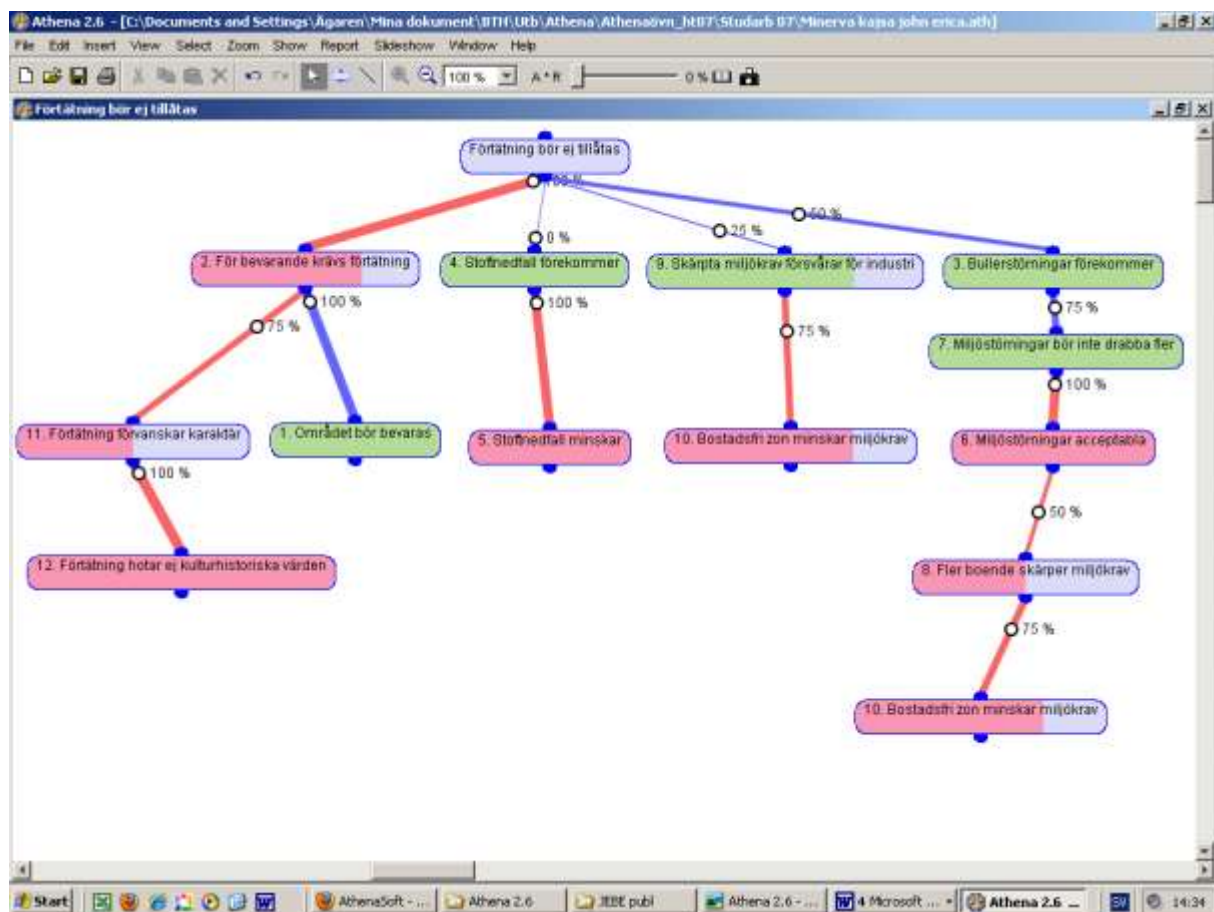 Athena 2.6 - [C:\Documents and Settings\Ägaren\Mina dokument\BTH\Utb\Athena\Athenaövn_ht07\Studarb 07\Minerva kajsa john erica.ath]
File Edit Insert View Select Zoom Show Report Slideshow Window Help
100 % A * R 0 %
Förtätning bör ej tillåtas
Förtätning bör ej tillåtas
100 %
50 %
0 %
25 %
2. För bevarande krävs förtätning
4. Stoftnedfall förekommer
9. Skärpta miljökrav försvårar för industri
3. Bullerstörningar förekommer
100 %
100 %
75 %
75 %
75 %
7. Miljöstörningar bör inte drabba fler
100 %
11. Förtätning förvanskar karaktär
1. Området bör bevaras
5. Stoftnedfall minskar
10. Bostadsfri zon minskar miljökrav
6. Miljöstörningar acceptabla
100 %
50 %
12. Förtätning hotar ej kulturhistoriska värden
8. Fler boende skärper miljökrav
75 %
10. Bostadsfri zon minskar miljökrav
Start AthenaSoft - ... Athena 2.6 JEBE publ Athena 2.6 - ... 4 Microsoft ... Athena 2.6 ... SV 14:34